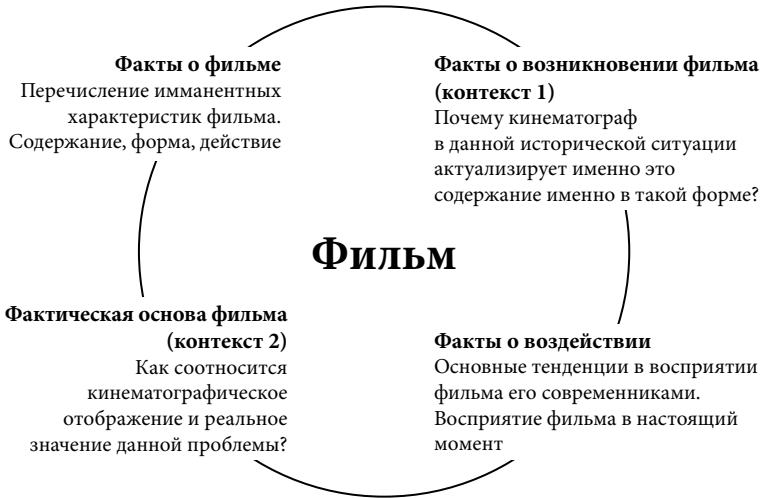 Факты о фильме
Перечисление имманентных
характеристик фильма.
Содержание, форма, действие
Факты о возникновении фильма
(контекст 1)
Почему кинематограф
в данной исторической ситуации
актуализирует именно это
содержание именно в такой форме?
Фильм
Фактическая основа фильма
(контекст 2)
Как соотносится
кинематографическое
отображение и реальное
значение данной проблемы?
Факты о воздействии
Основные тенденции в восприятии
фильма его современниками.
Восприятие фильма в настоящий
момент